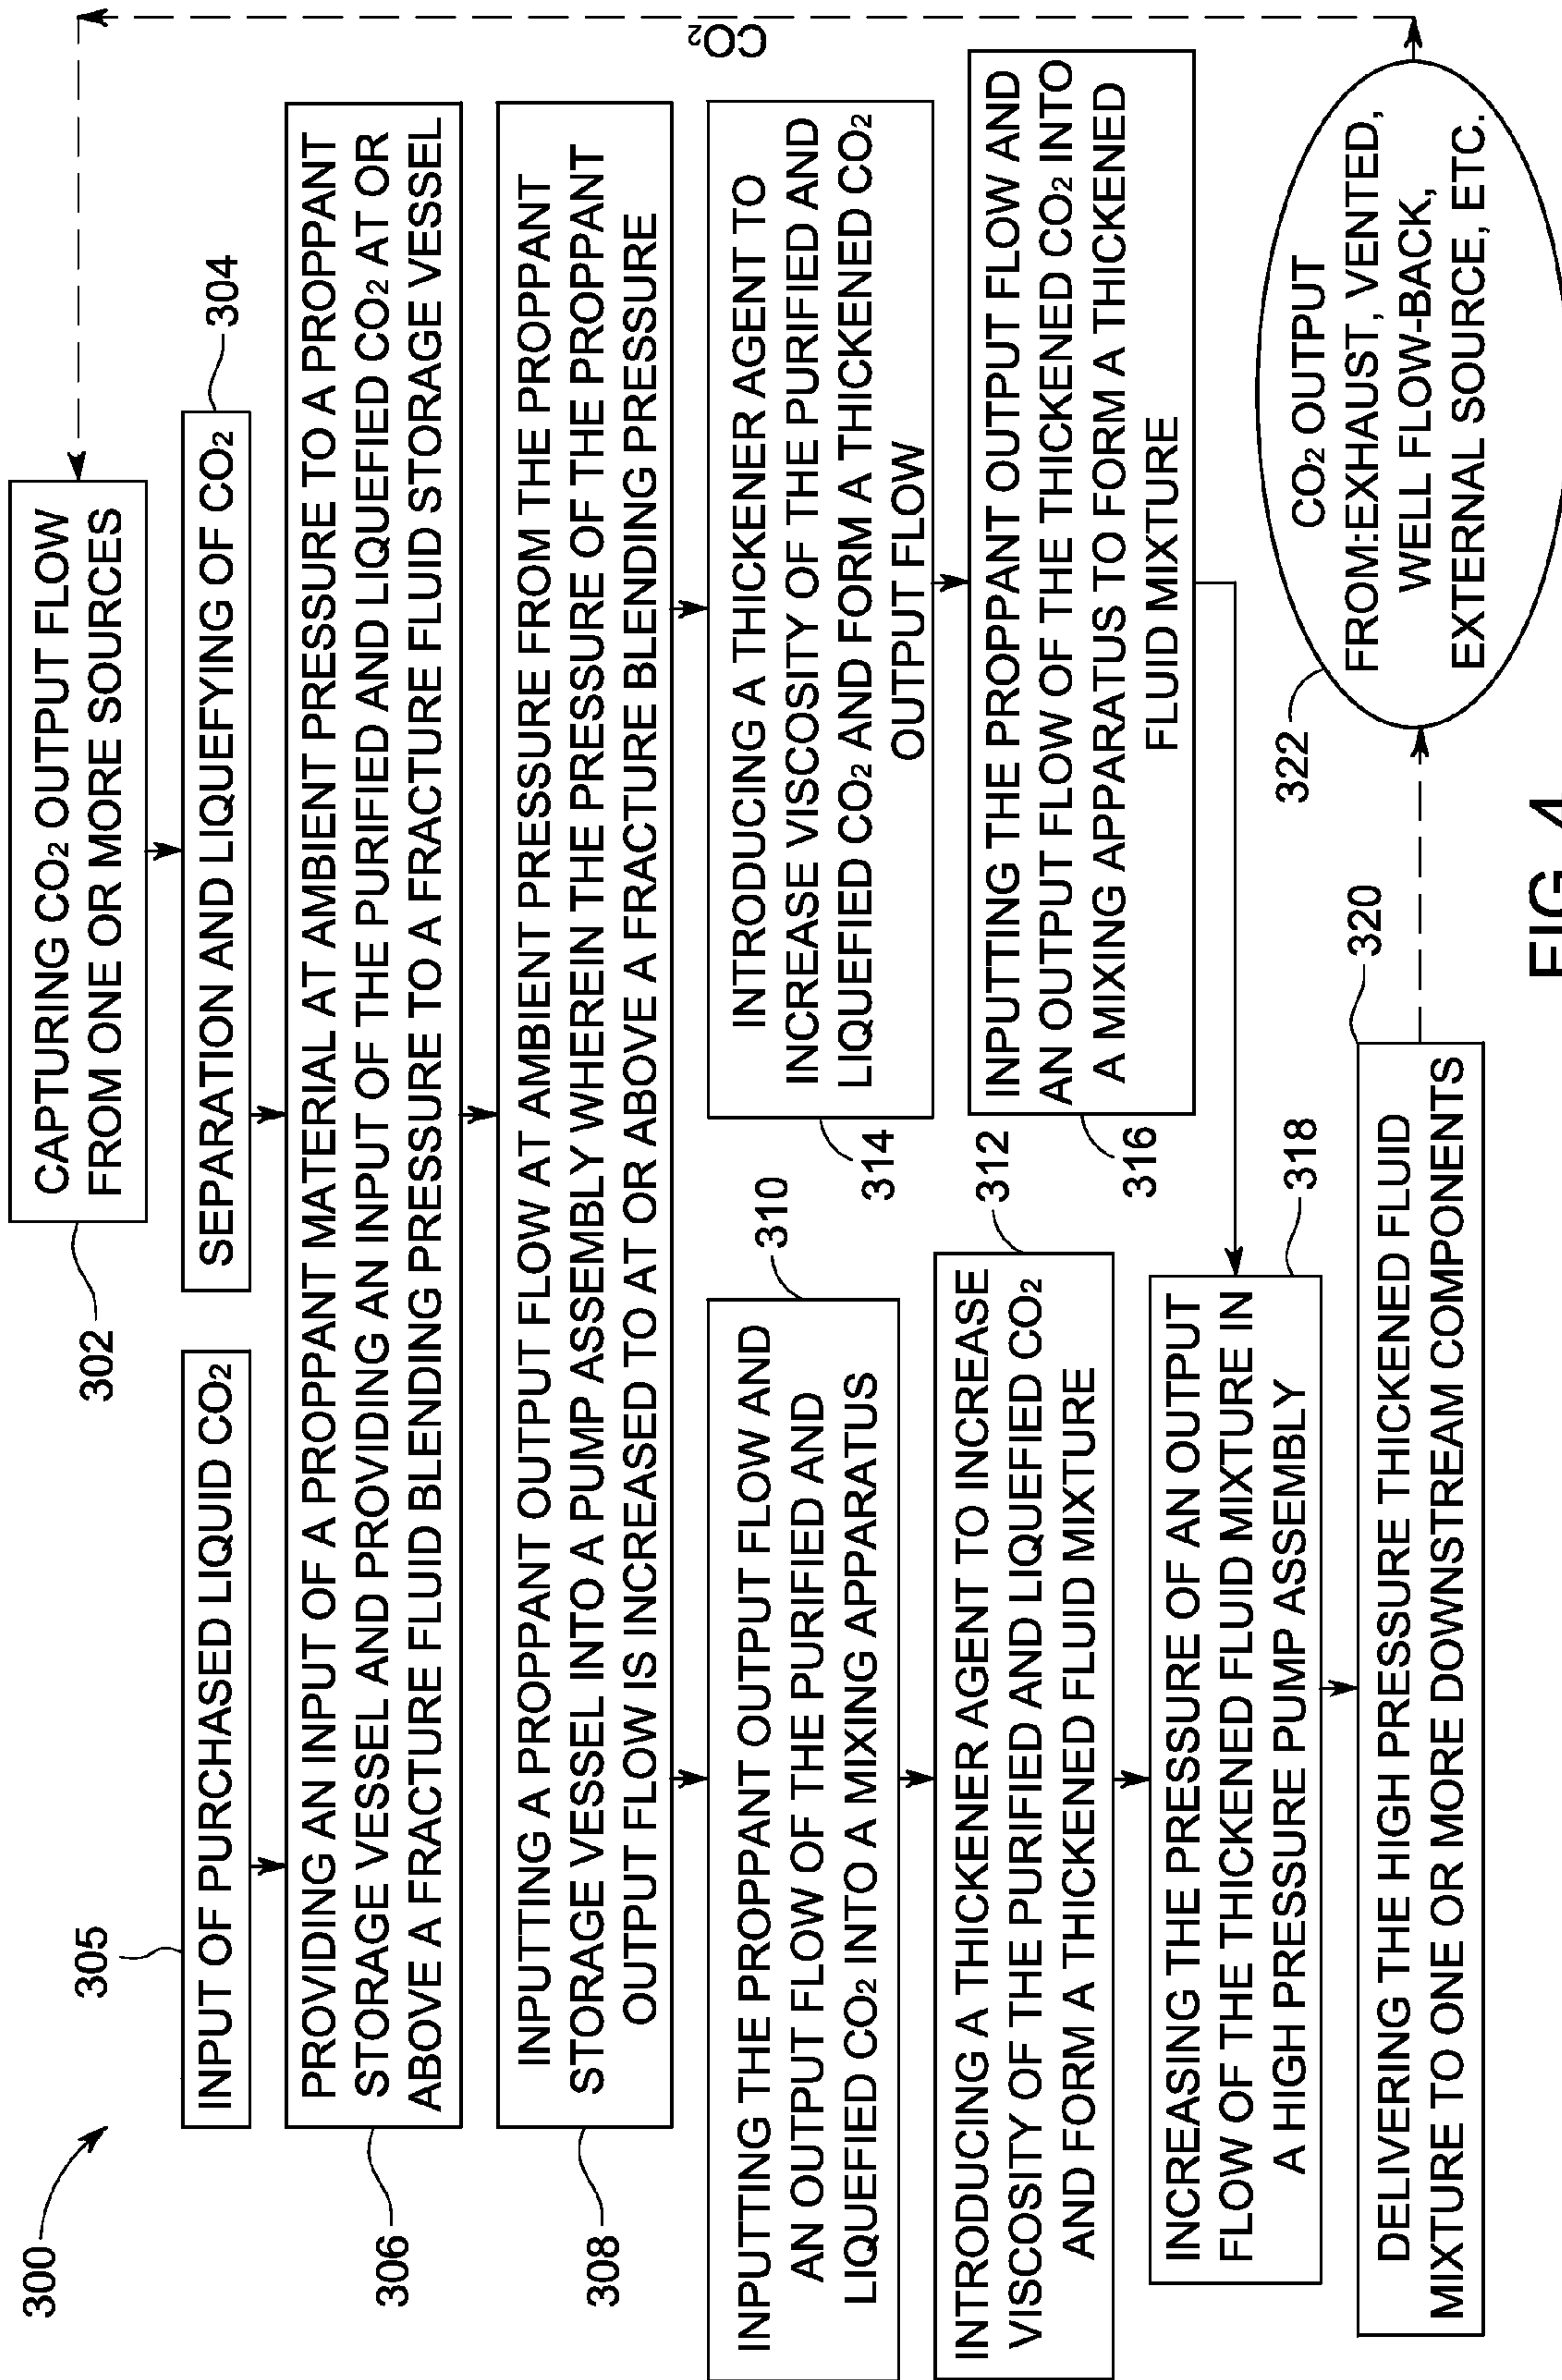 300
302
CAPTURING CO₂ OUTPUT FLOW
FROM ONE OR MORE SOURCES
305
INPUT OF PURCHASED LIQUID CO₂
SEPARATION AND LIQUEFYING OF CO₂
304
306
PROVIDING AN INPUT OF A PROPPANT MATERIAL AT AMBIENT PRESSURE TO A PROPPANT
STORAGE VESSEL AND PROVIDING AN INPUT OF THE PURIFIED AND LIQUEFIED CO₂ AT OR
ABOVE A FRACTURE FLUID BLENDING PRESSURE TO A FRACTURE FLUID STORAGE VESSEL
308
INPUTTING A PROPPANT OUTPUT FLOW AT AMBIENT PRESSURE FROM THE PROPPANT
STORAGE VESSEL INTO A PUMP ASSEMBLY WHEREIN THE PRESSURE OF THE PROPPANT
OUTPUT FLOW IS INCREASED TO AT OR ABOVE A FRACTURE BLENDING PRESSURE
310
INPUTTING THE PROPPANT OUTPUT FLOW AND
AN OUTPUT FLOW OF THE PURIFIED AND
LIQUEFIED CO₂ INTO A MIXING APPARATUS
312
INTRODUCING A THICKENER AGENT TO INCREASE
VISCOSITY OF THE PURIFIED AND LIQUEFIED CO₂
AND FORM A THICKENED FLUID MIXTURE
314
INTRODUCING A THICKENER AGENT TO
INCREASE VISCOSITY OF THE PURIFIED AND
LIQUEFIED CO₂ AND FORM A THICKENED CO₂
OUTPUT FLOW
316
INPUTTING THE PROPPANT OUTPUT FLOW AND
AN OUTPUT FLOW OF THE THICKENED CO₂ INTO
A MIXING APPARATUS TO FORM A THICKENED
FLUID MIXTURE
318
INCREASING THE PRESSURE OF AN OUTPUT
FLOW OF THE THICKENED FLUID MIXTURE IN
A HIGH PRESSURE PUMP ASSEMBLY
320
DELIVERING THE HIGH PRESSURE THICKENED FLUID
MIXTURE TO ONE OR MORE DOWNSTREAM COMPONENTS
322
CO₂ OUTPUT
FROM:EXHAUST, VENTED,
WELL FLOW-BACK,
EXTERNAL SOURCE, ETC.
CO₂
FIG. 4